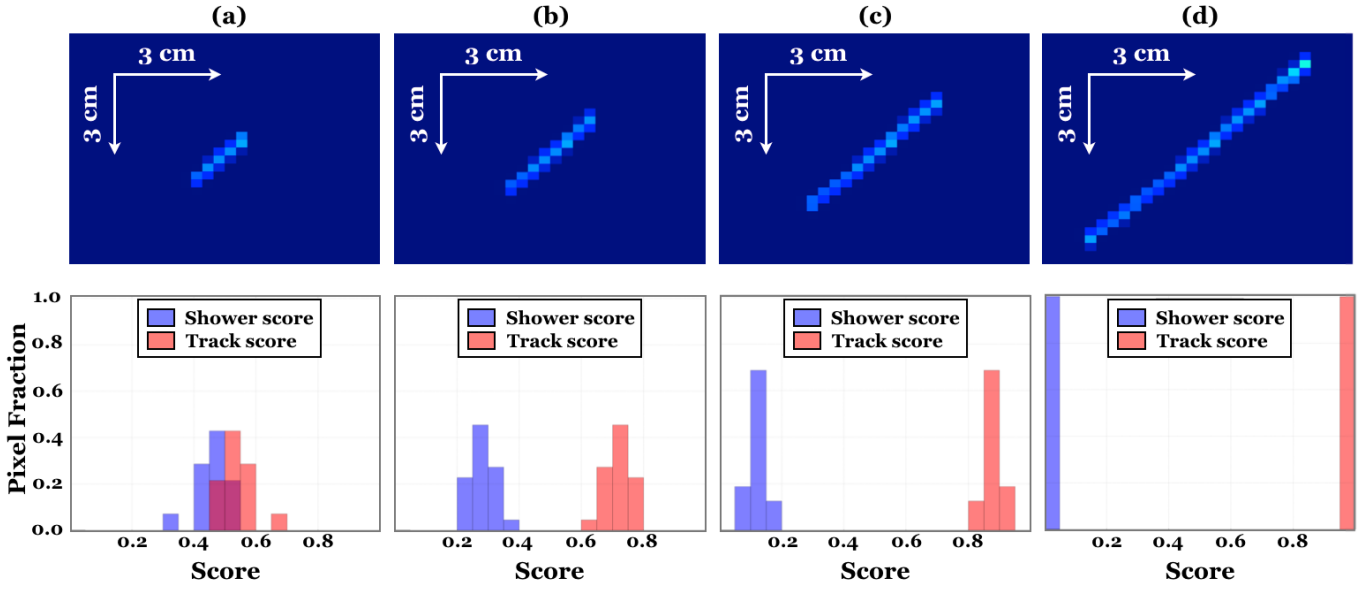 (a) (b) (c) (d)
3 cm 3 cm 3 cm 3 cm
3 cm 3 cm 3 cm 3 cm
1.0
0.8
0.6
0.4
0.2
0.0
Pixel Fraction
Shower score Shower score Shower score Shower score
Track score Track score Track score Track score
0.2 0.4 0.6 0.8 0.2 0.4 0.6 0.8 0.2 0.4 0.6 0.8 0.2 0.4 0.6 0.8
Score Score Score Score